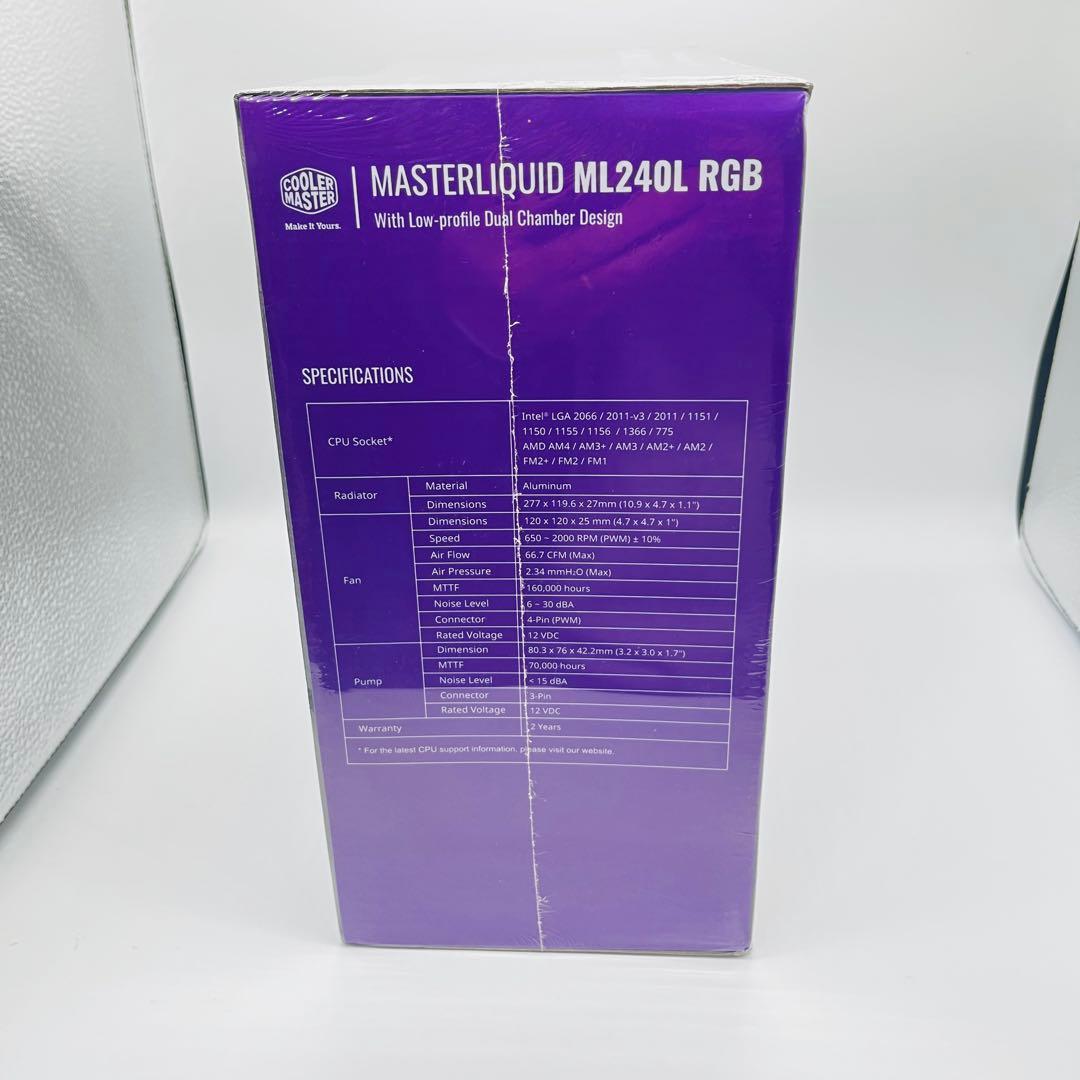 COOLER
MASTER
Make It Yours.
MASTERLIQUID ML240L RGB
With Low-profile Dual Chamber Design
SPECIFICATIONS
CPU Socket*
Intel® LGA 2066 / 2011-v3 / 2011 / 1151 /
1150 / 1155 / 1156 / 1366 / 775
AMD AM4 / AM3+ / AM3 / AM2+ / AM2 /
FM2+ / FM2 / FM1
Radiator
Material Aluminum
Dimensions 277 x 119.6 x 27mm (10.9 x 4.7 x 1.1")
Fan
Dimensions 120 x 120 x 25 mm (4.7 x 4.7 x 1")
Speed 650 ~ 2000 RPM (PWM) ± 10%
Air Flow 66.7 CFM (Max)
Air Pressure 2.34 mmH₂O (Max)
MTTF 160,000 hours
Noise Level 6 ~ 30 dBA
Connector 4-Pin (PWM)
Rated Voltage 12 VDC
Pump
Dimension 80.3 x 76 x 42.2mm (3.2 x 3.0 x 1.7")
MTTF 70,000 hours
Noise Level < 15 dBA
Connector 3-Pin
Rated Voltage 12 VDC
Warranty 2 Years
* For the latest CPU support information, please visit our website.